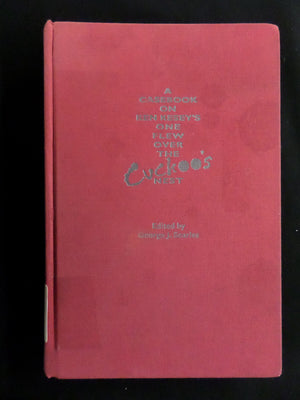 A
CASEBOOK
ON
KEN KESEY'S
ONE
FLEW
OVER
THE
Cuckoo's
NEST
Edited by
George J. Searles